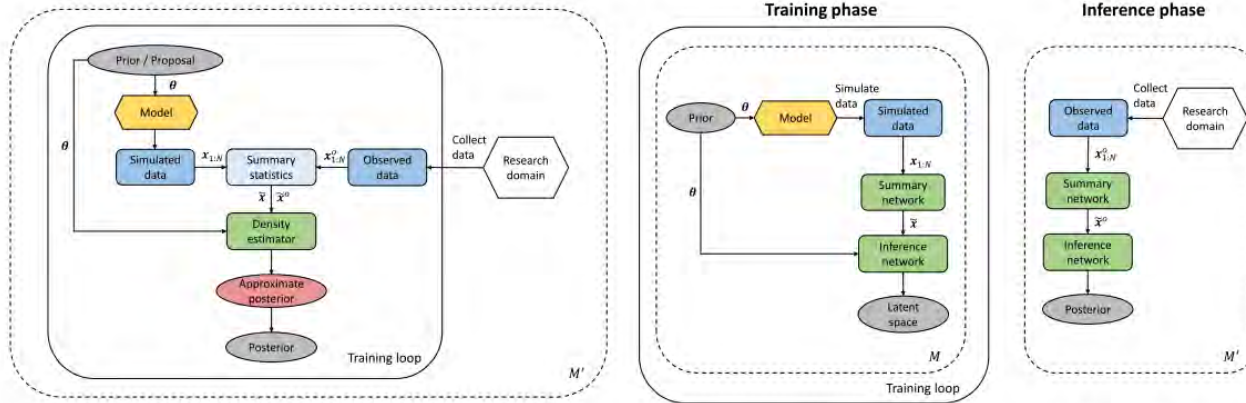 Training phase
Inference phase
Prior / Proposal
θ
Model
θ
Simulated
data
x1:N
Summary
statistics
x°1:N
Observed
data
Collect
data
Research
domain
x̃ x̃°
Density
estimator
Approximate
posterior
Posterior
Training loop
M'
Prior
θ
Model
Simulate
data
Simulated
data
x1:N
θ
Summary
network
x̃
Inference
network
Latent
space
M
Training loop
Observed
data
Collect
data
Research
domain
x°1:N
Summary
network
x̃°
Inference
network
Posterior
M'